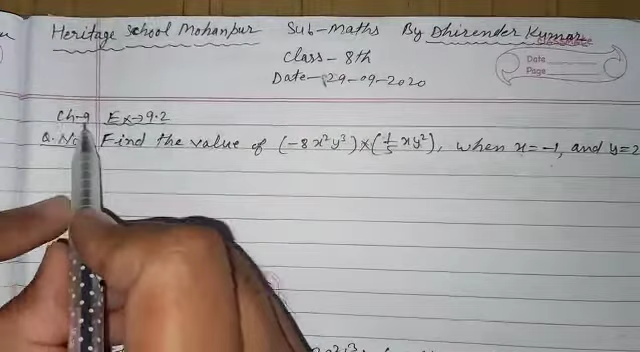 Heritage School Mohanpur Sub-Maths By Dhirender Kumar
Class-8th
Date-29-09-2020
Date
Page
Ch-9 Ex→9.2
Q. No Find the value of (-8x²y³)×(1/5 xy²), when x=-1, and y=2